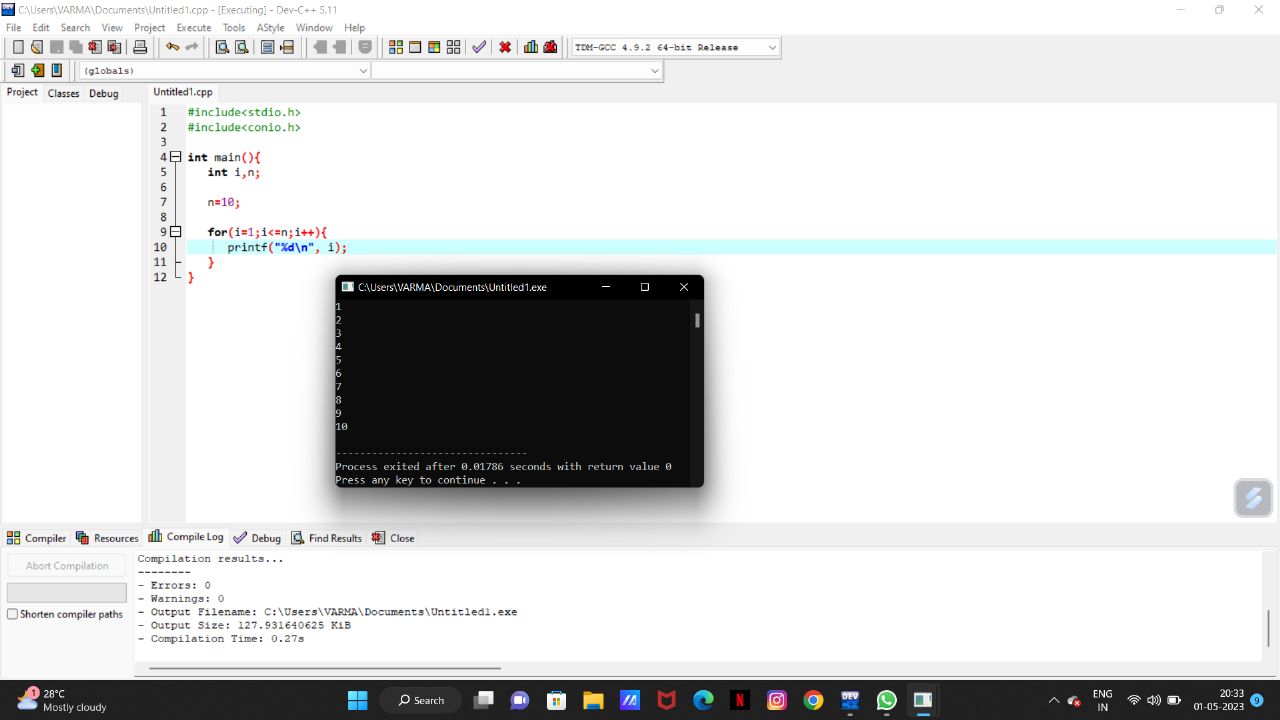 C:\Users\VARMA\Documents\Untitled1.cpp - [Executing] - Dev-C++ 5.11
File Edit Search View Project Execute Tools AStyle Window Help
TDM-GCC 4.9.2 64-bit Release
(globals)
Project Classes Debug
Untitled1.cpp
1 #include<stdio.h>
2 #include<conio.h>
3
4 int main(){
5 int i,n;
6
7 n=10;
8
9 for(i=1;i<=n;i++){
10 printf("%d\n", i);
11 }
12 }
C:\Users\VARMA\Documents\Untitled1.exe
1
2
3
4
5
6
7
8
9
10
--------------------------------
Process exited after 0.01786 seconds with return value 0
Press any key to continue . . .
Compiler Resources Compile Log Debug Find Results Close
Abort Compilation
Shorten compiler paths
Compilation results...
--------
- Errors: 0
- Warnings: 0
- Output Filename: C:\Users\VARMA\Documents\Untitled1.exe
- Output Size: 127.931640625 KiB
- Compilation Time: 0.27s
1
28°C
Mostly cloudy
Search
N
DEV
ENG
IN
20:33
01-05-2023
9